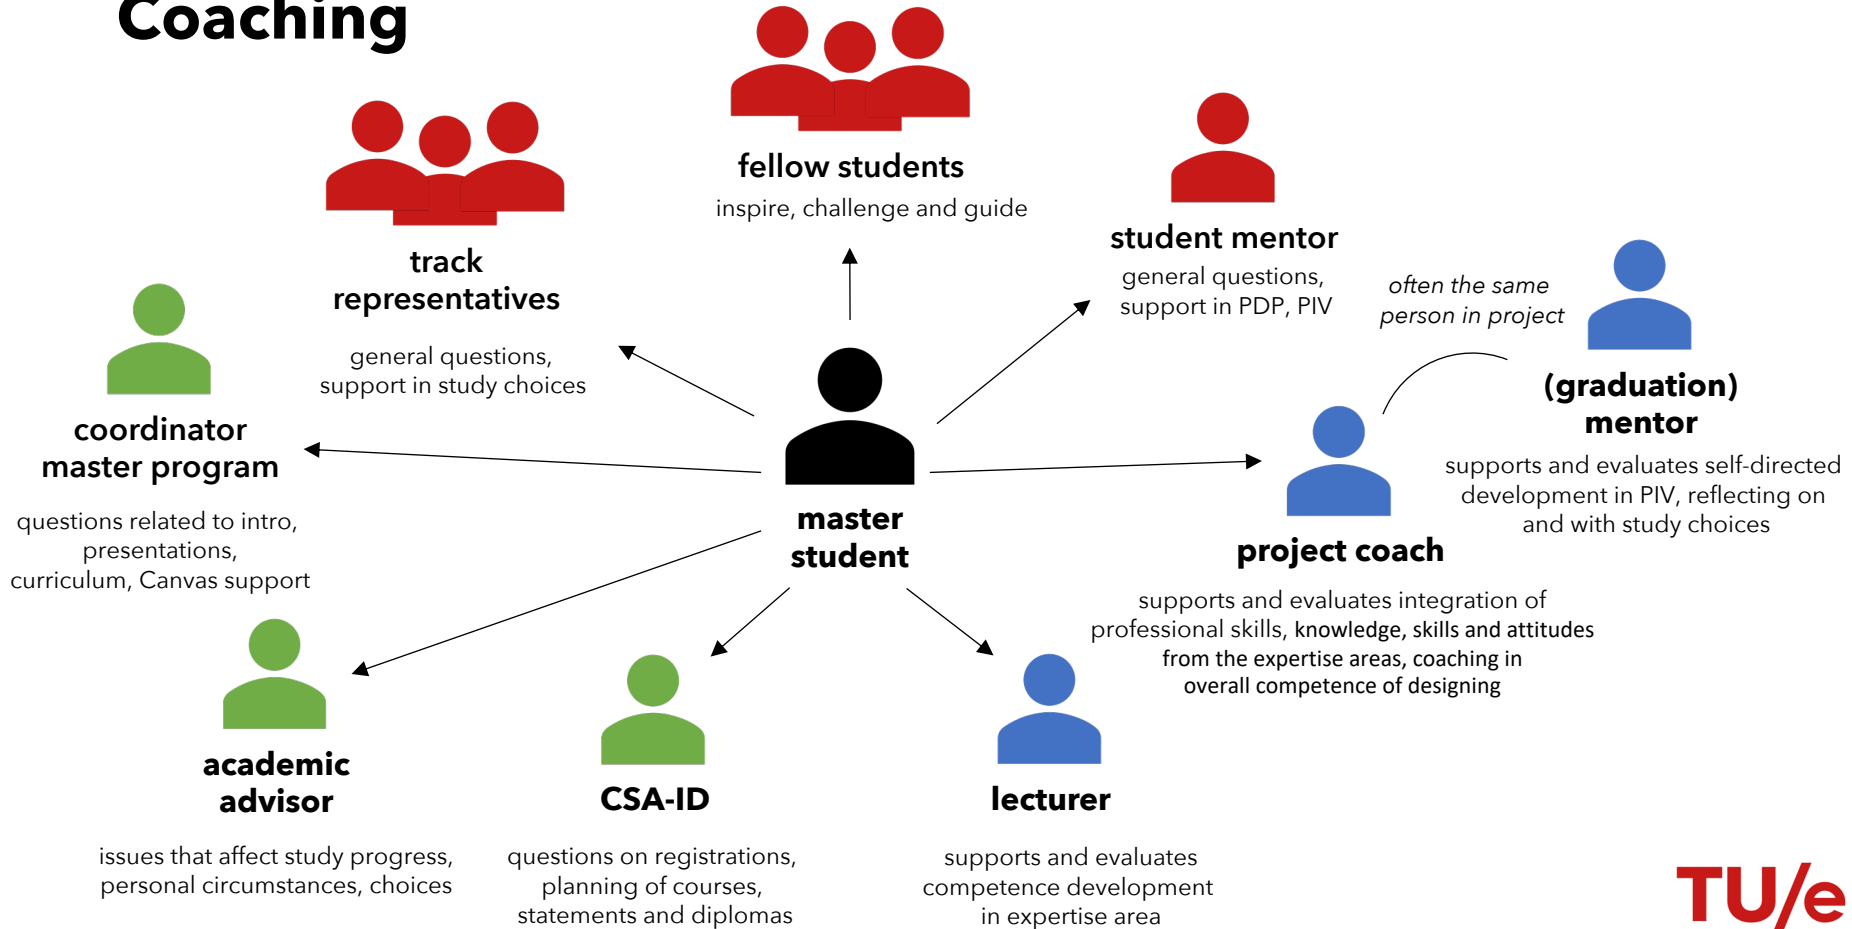 Coaching
fellow students
inspire, challenge and guide
track
representatives
general questions,
support in study choices
student mentor
general questions,
support in PDP, PIV
often the same
person in project
(graduation)
mentor
supports and evaluates self-directed
development in PIV, reflecting on
and with study choices
coordinator
master program
questions related to intro,
presentations,
curriculum, Canvas support
master
student
project coach
supports and evaluates integration of
professional skills, knowledge, skills and attitudes
from the expertise areas, coaching in
overall competence of designing
academic
advisor
issues that affect study progress,
personal circumstances, choices
CSA-ID
questions on registrations,
planning of courses,
statements and diplomas
lecturer
supports and evaluates
competence development
in expertise area
TU/e